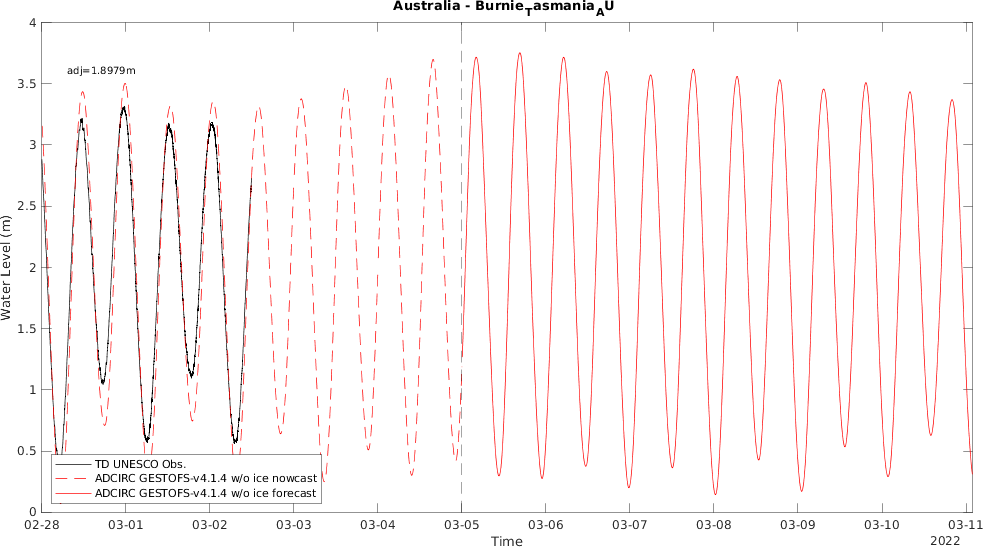 Australia - BurnieTasmaniaAU
4
3.5
3
2.5
2
1.5
1
0.5
0
adj=1.8979m
Water Level (m)
TD UNESCO Obs.
ADCIRC GESTOFS-v4.1.4 w/o ice nowcast
ADCIRC GESTOFS-v4.1.4 w/o ice forecast
02-28 03-01 03-02 03-03 03-04 03-05 03-06 03-07 03-08 03-09 03-10 03-11
Time
2022